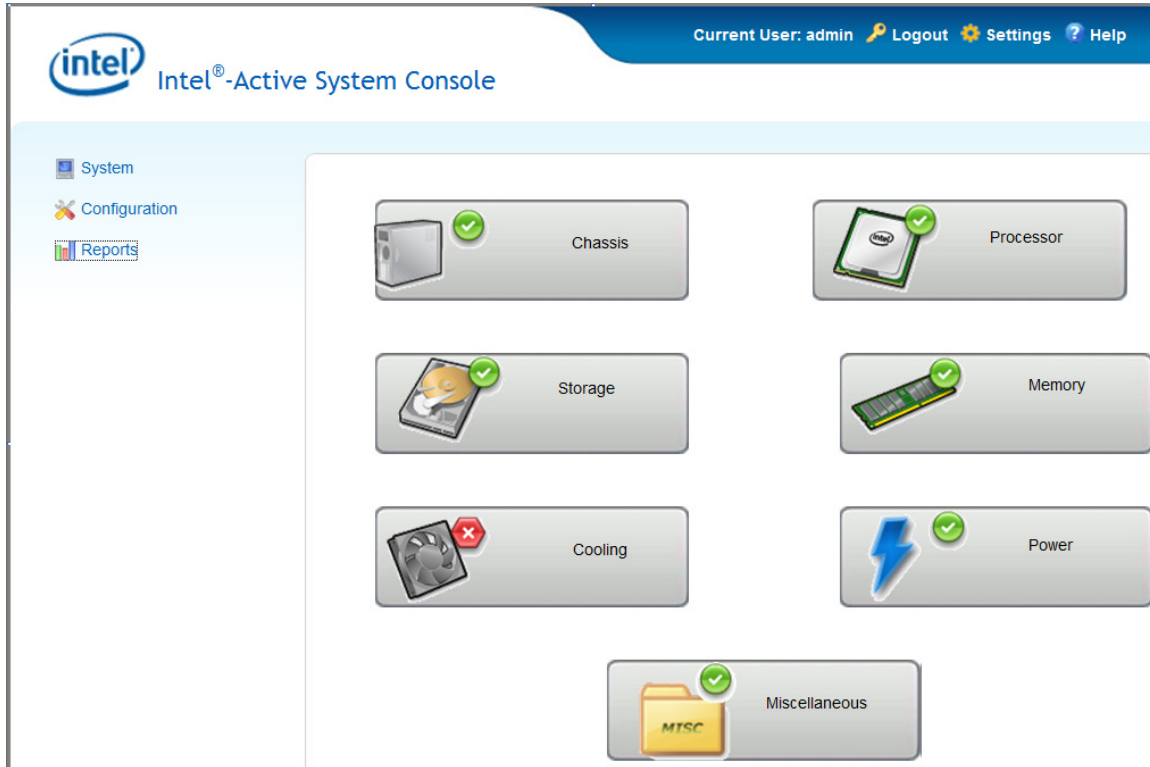 Current User: admin Logout Settings ? Help
intel
Intel®-Active System Console
System
Configuration
Reports
Chassis
intel
Processor
Storage
Memory
Cooling
Power
MISC
Miscellaneous